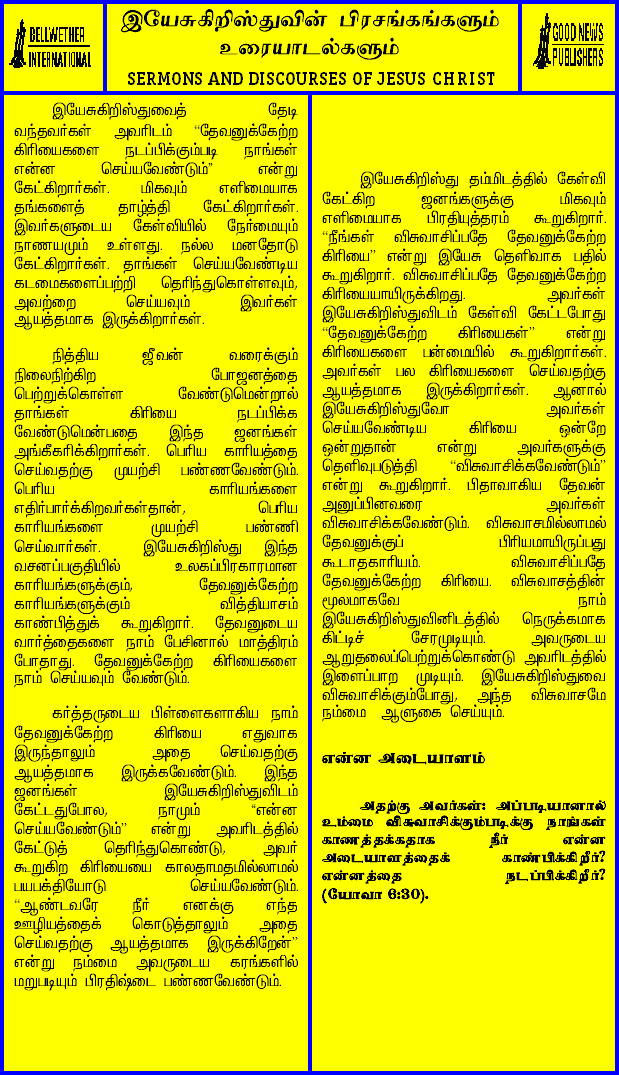 BELLWETHER
INTERNATIONAL
இயேசுகிறிஸ்துவின் பிரசங்கங்களும்
உரையாடல்களும்
SERMONS AND DISCOURSES OF JESUS CHRIST
GOOD NEWS
PUBLISHERS
இயேசுகிறிஸ்துவைத் தேடி
வந்தவர்கள் அவரிடம் “தேவனுக்கேற்ற
கிரியைகளை நடப்பிக்கும்படி நாங்கள்
என்ன செய்யவேண்டும்” என்று
கேட்கிறார்கள். மிகவும் எளிமையாக
தங்களைத் தாழ்த்தி கேட்கிறார்கள்.
இவர்களுடைய கேள்வியில் நேர்மையும்
நாணயமும் உள்ளது. நல்ல மனதோடு
கேட்கிறார்கள். தாங்கள் செய்யவேண்டிய
கடமைகளைப்பற்றி தெரிந்துகொள்ளவும்,
அவற்றை செய்யவும் இவர்கள்
ஆயத்தமாக இருக்கிறார்கள்.
நித்திய ஜீவன் வரைக்கும்
நிலைநிற்கிற போஜனத்தை
பெற்றுக்கொள்ள வேண்டுமென்றால்
தாங்கள் கிரியை நடப்பிக்க
வேண்டுமென்பதை இந்த ஜனங்கள்
அங்கீகரிக்கிறார்கள். பெரிய காரியத்தை
செய்வதற்கு முயற்சி பண்ணவேண்டும்.
பெரிய காரியங்களை
எதிர்பார்க்கிறவர்கள்தான், பெரிய
காரியங்களை முயற்சி பண்ணி
செய்வார்கள். இயேசுகிறிஸ்து இந்த
வசனப்பகுதியில் உலகப்பிரகாரமான
காரியங்களுக்கும், தேவனுக்கேற்ற
காரியங்களுக்கும் வித்தியாசம்
காண்பித்துக் கூறுகிறார். தேவனுடைய
வார்த்தைகளை நாம் பேசினால் மாத்திரம்
போதாது. தேவனுக்கேற்ற கிரியைகளை
நாம் செய்யவும் வேண்டும்.
கர்த்தருடைய பிள்ளைகளாகிய நாம்
தேவனுக்கேற்ற கிரியை எதுவாக
இருந்தாலும் அதை செய்வதற்கு
ஆயத்தமாக இருக்கவேண்டும். இந்த
ஜனங்கள் இயேசுகிறிஸ்துவிடம்
கேட்டதுபோல, நாமும் “என்ன
செய்யவேண்டும்” என்று அவரிடத்தில்
கேட்டுத் தெரிந்துகொண்டு, அவர்
கூறுகிற கிரியையை காலதாமதமில்லாமல்
பயபக்தியோடு செய்யவேண்டும்.
“ஆண்டவரே நீர் எனக்கு எந்த
ஊழியத்தைக் கொடுத்தாலும் அதை
செய்வதற்கு ஆயத்தமாக இருக்கிறேன்”
என்று நம்மை அவருடைய கரங்களில்
மறுபடியும் பிரதிஷ்டை பண்ணவேண்டும்.
இயேசுகிறிஸ்து தம்மிடத்தில் கேள்வி
கேட்கிற ஜனங்களுக்கு மிகவும்
எளிமையாக பிரதியுத்தரம் கூறுகிறார்.
“நீங்கள் விசுவாசிப்பதே தேவனுக்கேற்ற
கிரியை” என்று இயேசு தெளிவாக பதில்
கூறுகிறார். விசுவாசிப்பதே தேவனுக்கேற்ற
கிரியையாயிருக்கிறது. அவர்கள்
இயேசுகிறிஸ்துவிடம் கேள்வி கேட்டபோது
“தேவனுக்கேற்ற கிரியைகள்” என்று
கிரியைகளை பன்மையில் கூறுகிறார்கள்.
அவர்கள் பல கிரியைகளை செய்வதற்கு
ஆயத்தமாக இருக்கிறார்கள். ஆனால்
இயேசுகிறிஸ்துவோ அவர்கள்
செய்யவேண்டிய கிரியை ஒன்றே
ஒன்றுதான் என்று அவர்களுக்கு
தெளிவுபடுத்தி “விசுவாசிக்கவேண்டும்”
என்று கூறுகிறார். பிதாவாகிய தேவன்
அனுப்பினவரை அவர்கள்
விசுவாசிக்கவேண்டும். விசுவாசமில்லாமல்
தேவனுக்குப் பிரியமாயிருப்பது
கூடாதகாரியம். விசுவாசிப்பதே
தேவனுக்கேற்ற கிரியை. விசுவாசத்தின்
மூலமாகவே நாம்
இயேசுகிறிஸ்துவினிடத்தில் நெருக்கமாக
கிட்டிச் சேரமுடியும். அவருடைய
ஆறுதலைப்பெற்றுக்கொண்டு அவரிடத்தில்
இளைப்பாற முடியும். இயேசுகிறிஸ்துவை
விசுவாசிக்கும்போது, அந்த விசுவாசமே
நம்மை ஆளுகை செய்யும்.
என்ன அடையாளம்
அதற்கு அவர்கள்: அப்படியானால்
உம்மை விசுவாசிக்கும்படிக்கு நாங்கள்
காணத்தக்கதாக நீர் என்ன
அடையாளத்தைக் காண்பிக்கிறீர்?
என்னத்தை நடப்பிக்கிறீர்?
(யோவா 6:30).